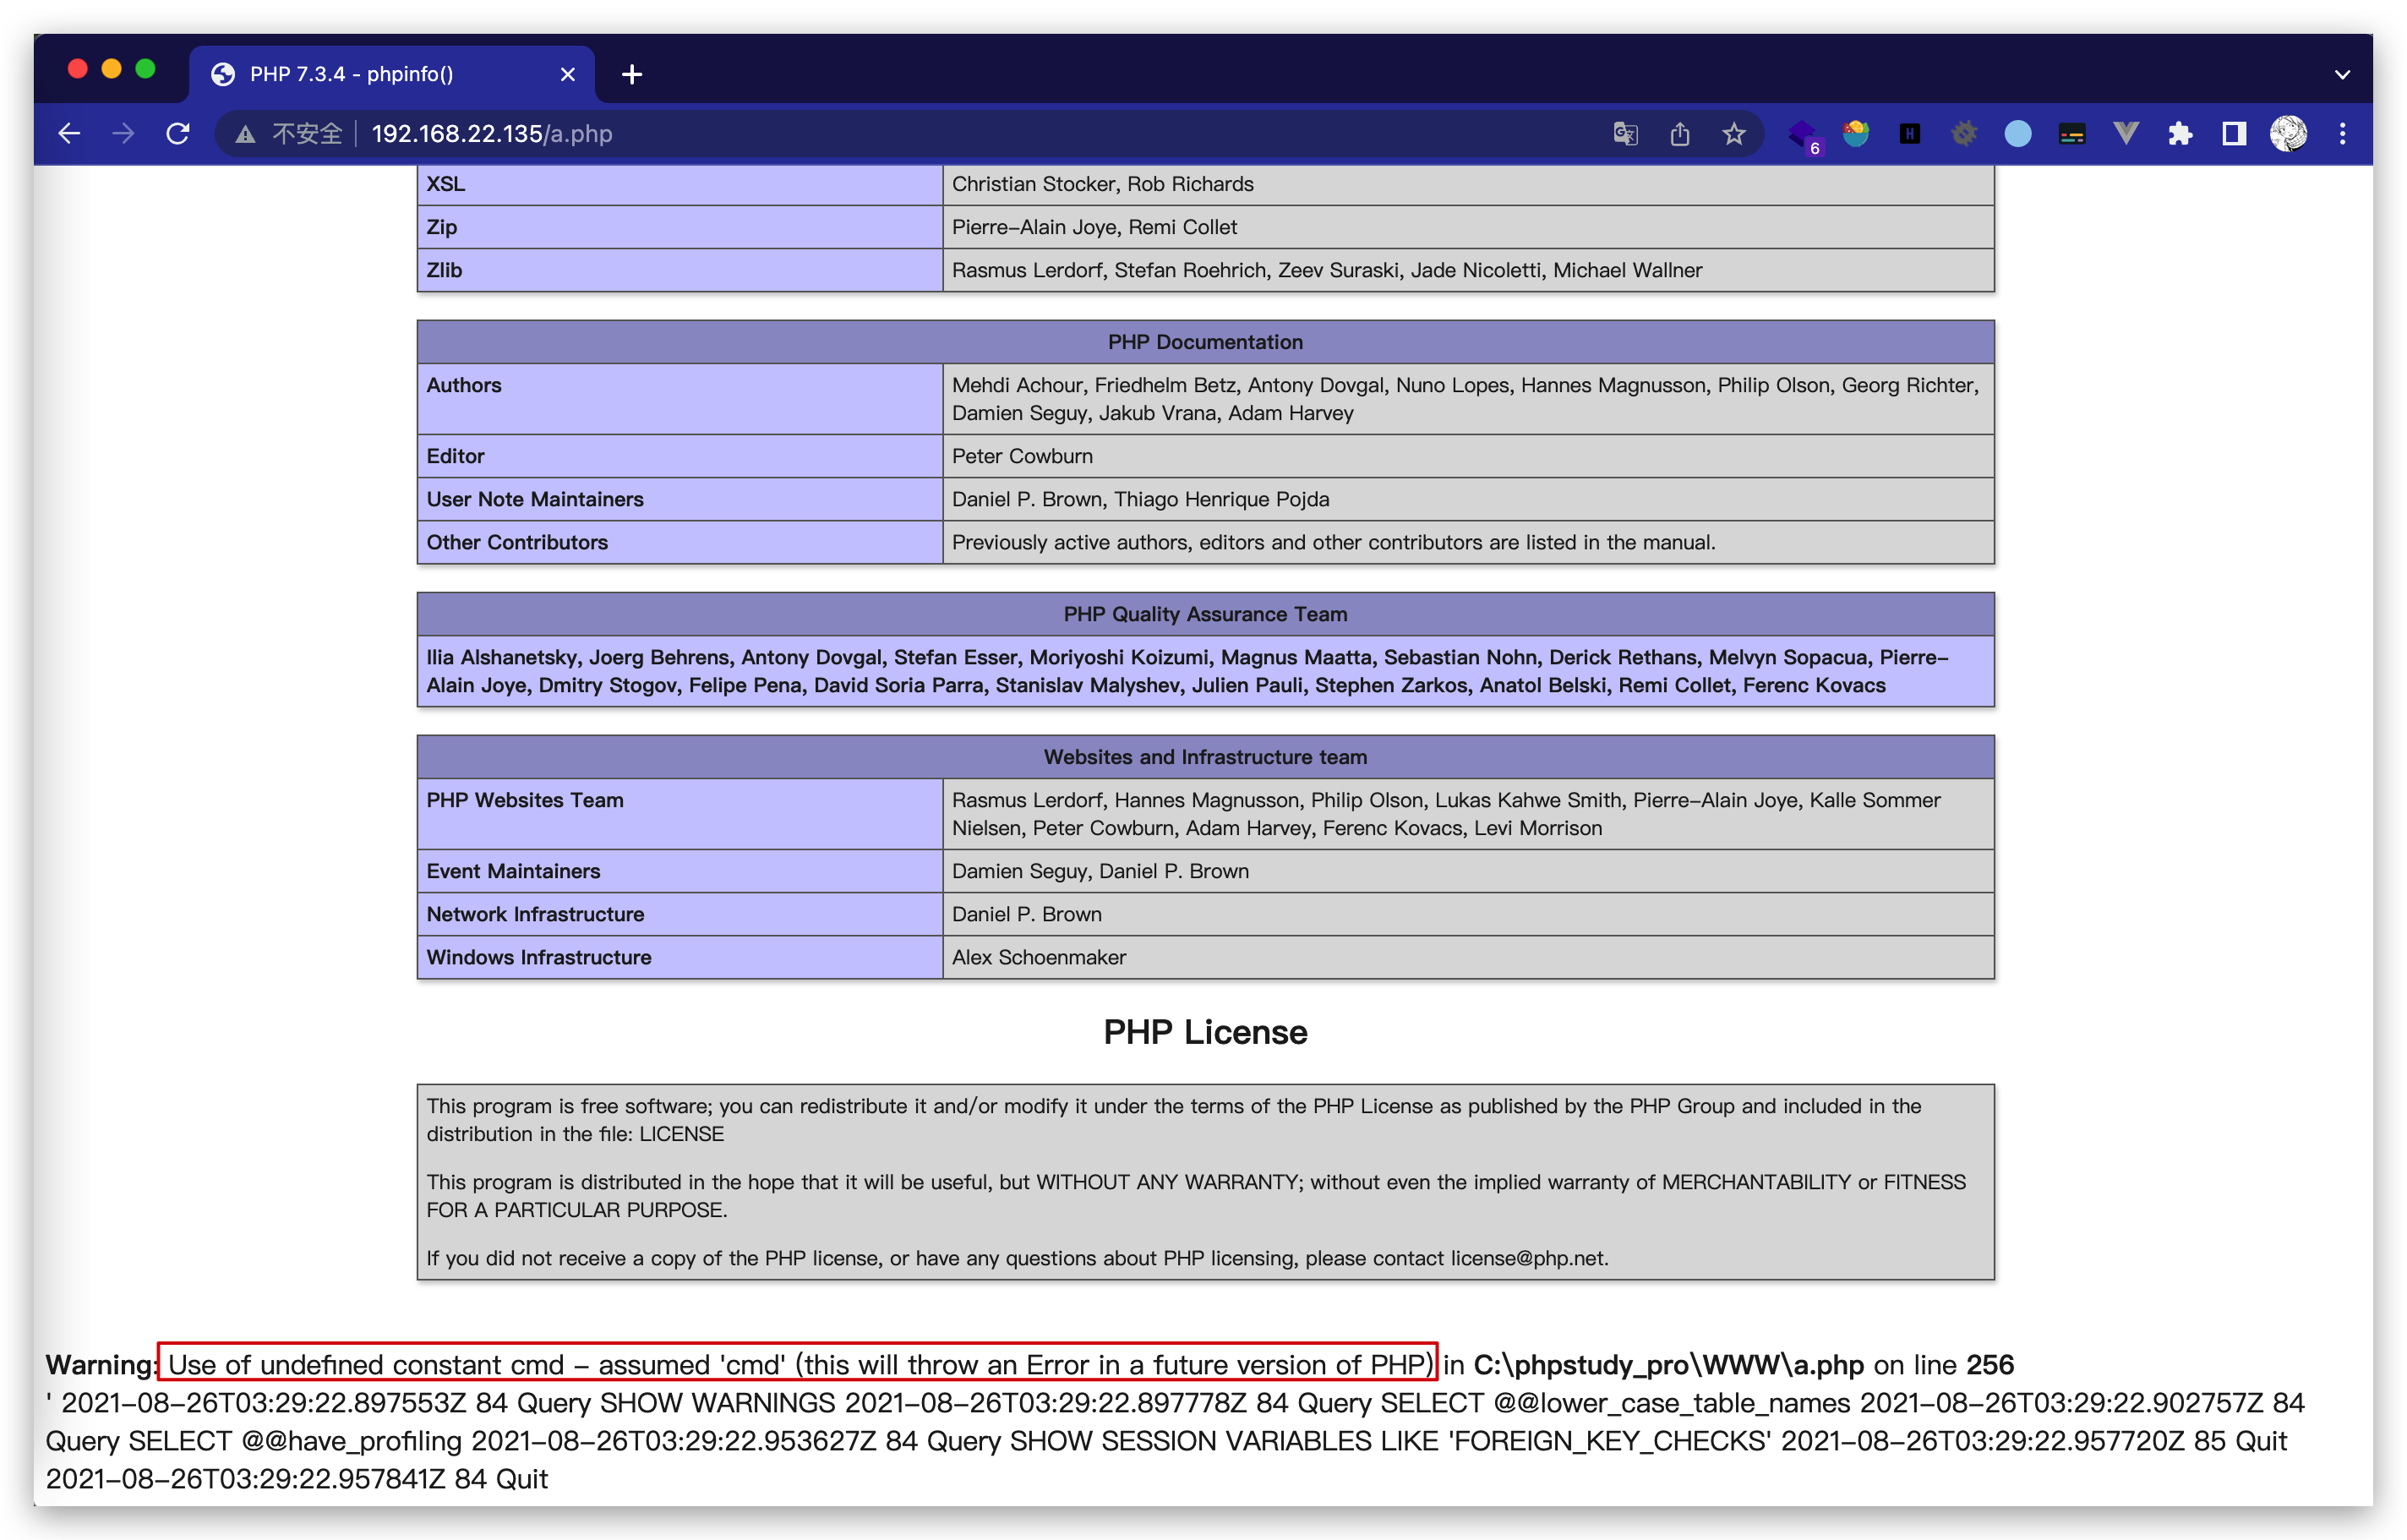 PHP 7.3.4 - phpinfo()
不安全 192.168.22.135/a.php
6
H
XSL Christian Stocker, Rob Richards
Zip Pierre-Alain Joye, Remi Collet
Zlib Rasmus Lerdorf, Stefan Roehrich, Zeev Suraski, Jade Nicoletti, Michael Wallner
PHP Documentation
Authors Mehdi Achour, Friedhelm Betz, Antony Dovgal, Nuno Lopes, Hannes Magnusson, Philip Olson, Georg Richter,
Damien Seguy, Jakub Vrana, Adam Harvey
Editor Peter Cowburn
User Note Maintainers Daniel P. Brown, Thiago Henrique Pojda
Other Contributors Previously active authors, editors and other contributors are listed in the manual.
PHP Quality Assurance Team
Ilia Alshanetsky, Joerg Behrens, Antony Dovgal, Stefan Esser, Moriyoshi Koizumi, Magnus Maatta, Sebastian Nohn, Derick Rethans, Melvyn Sopacua, Pierre-
Alain Joye, Dmitry Stogov, Felipe Pena, David Soria Parra, Stanislav Malyshev, Julien Pauli, Stephen Zarkos, Anatol Belski, Remi Collet, Ferenc Kovacs
Websites and Infrastructure team
PHP Websites Team Rasmus Lerdorf, Hannes Magnusson, Philip Olson, Lukas Kahwe Smith, Pierre-Alain Joye, Kalle Sommer
Nielsen, Peter Cowburn, Adam Harvey, Ferenc Kovacs, Levi Morrison
Event Maintainers Damien Seguy, Daniel P. Brown
Network Infrastructure Daniel P. Brown
Windows Infrastructure Alex Schoenmaker
PHP License
This program is free software; you can redistribute it and/or modify it under the terms of the PHP License as published by the PHP Group and included in the
distribution in the file: LICENSE
This program is distributed in the hope that it will be useful, but WITHOUT ANY WARRANTY; without even the implied warranty of MERCHANTABILITY or FITNESS
FOR A PARTICULAR PURPOSE.
If you did not receive a copy of the PHP license, or have any questions about PHP licensing, please contact license@php.net.
Warning: Use of undefined constant cmd - assumed 'cmd' (this will throw an Error in a future version of PHP) in C:\phpstudy_pro\WWW\a.php on line 256
' 2021-08-26T03:29:22.897553Z 84 Query SHOW WARNINGS 2021-08-26T03:29:22.897778Z 84 Query SELECT @@lower_case_table_names 2021-08-26T03:29:22.902757Z 84
Query SELECT @@have_profiling 2021-08-26T03:29:22.953627Z 84 Query SHOW SESSION VARIABLES LIKE 'FOREIGN_KEY_CHECKS' 2021-08-26T03:29:22.957720Z 85 Quit
2021-08-26T03:29:22.957841Z 84 Quit